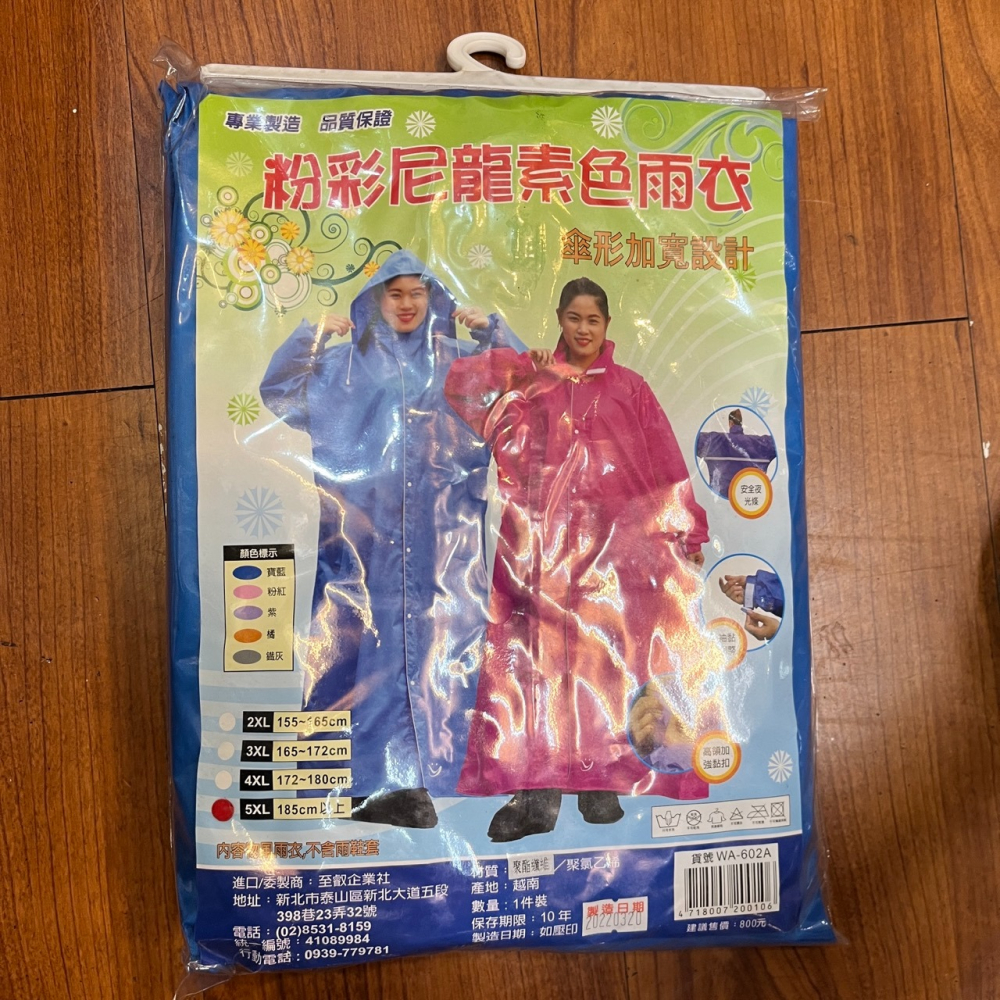 專業製造 品質保證
粉彩尼龍素色雨衣
傘形加寬設計
安全夜
光條
顏色標示
寶藍
粉紅
紫
橘
鐵灰
2XL 155~165cm
3XL 165~172cm
4XL 172~180cm
5XL 185cm以上
高領加
強黏扣
內容物是雨衣,不含雨鞋套
進口/委製商:至叡企業社
地址:新北市泰山區新北大道五段
398巷23弄32號
電話:(02)8531-8159
統一編號:41089984
行動電話:0939-779781
材質:聚酯纖維/聚氯乙烯
產地:越南
數量:1件裝
保存期限:10年
製造日期:如壓印
製造日期
20220320
貨號 WA-602A
4 718007 200106
建議售價:800元